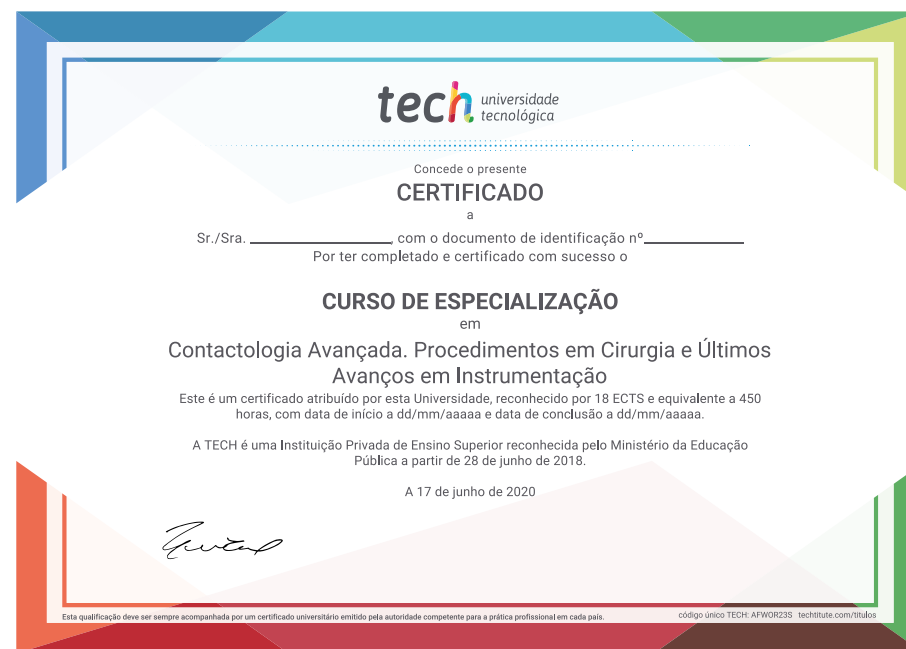 tech universidade
tecnológica
Concede o presente
CERTIFICADO
a
Sr./Sra. ____________________, com o documento de identificação nº______________
Por ter completado e certificado com sucesso o
CURSO DE ESPECIALIZAÇÃO
em
Contactologia Avançada. Procedimentos em Cirurgia e Últimos
Avanços em Instrumentação
Este é um certificado atribuído por esta Universidade, reconhecido por 18 ECTS e equivalente a 450
horas, com data de início a dd/mm/aaaaa e data de conclusão a dd/mm/aaaaa.
A TECH é uma Instituição Privada de Ensino Superior reconhecida pelo Ministério da Educação
Pública a partir de 28 de junho de 2018.
A 17 de junho de 2020
Esta qualificação deve ser sempre acompanhada por um certificado universitário emitido pela autoridade competente para a prática profissional em cada país.
código único TECH: AFWOR23S techtitute.com/titulos